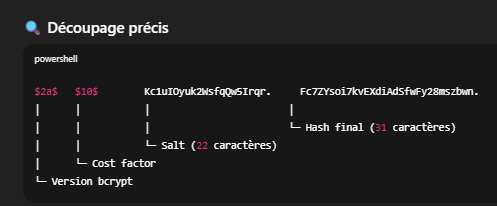 🔍 Découpage précis
powershell
$2a$ $10$ Kc1uIOyuk2WsfqQw5Irqr. Fc7ZYsoi7kvEXdiAdSfwFy28mszbwn.
| | | |
| | | └─ Hash final (31 caractères)
| | └─ Salt (22 caractères)
| └─ Cost factor
└─ Version bcrypt